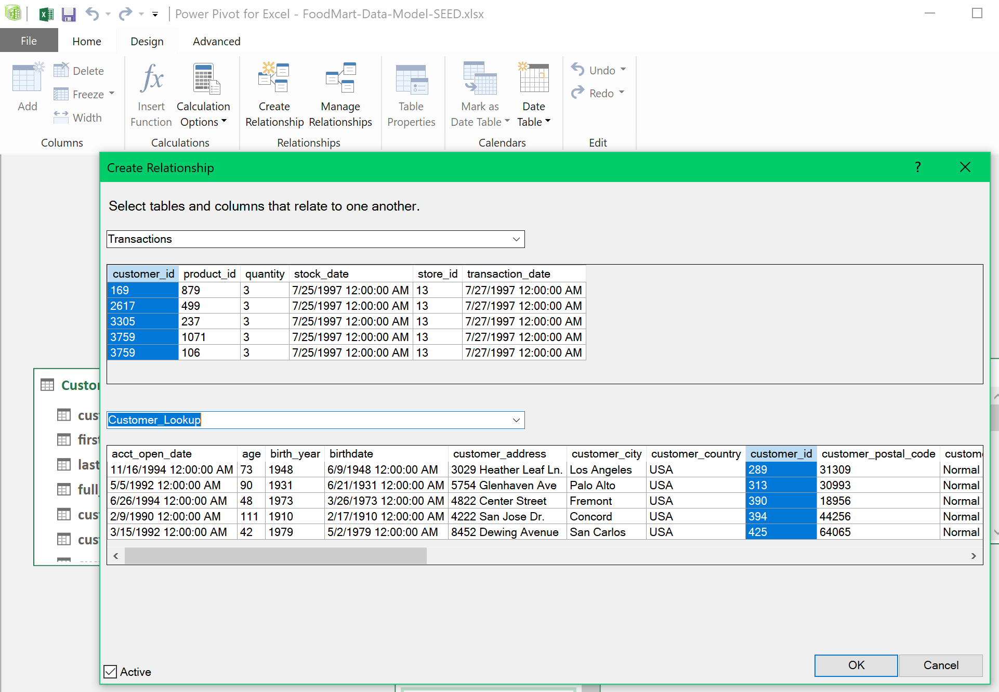 Power Pivot for Excel - FoodMart-Data-Model-SEED.xlsx
File Home Design Advanced
Add
Delete
Freeze
Width
Columns
fx
Insert Function
Calculation Options
Calculations
Create Relationship
Manage Relationships
Relationships
Table Properties
Mark as Date Table
Date Table
Calendars
Undo
Redo
Edit
Create Relationship ?
Select tables and columns that relate to one another.
Transactions
customer_id product_id quantity stock_date store_id transaction_date
169 879 3 7/25/1997 12:00:00 AM 13 7/27/1997 12:00:00 AM
2617 499 3 7/25/1997 12:00:00 AM 13 7/27/1997 12:00:00 AM
3305 237 3 7/25/1997 12:00:00 AM 13 7/27/1997 12:00:00 AM
3759 1071 3 7/25/1997 12:00:00 AM 13 7/27/1997 12:00:00 AM
3759 106 3 7/25/1997 12:00:00 AM 13 7/27/1997 12:00:00 AM
Custo
cus
first
last
full
cus
cus
Customer_Lookup
acct_open_date age birth_year birthdate customer_address customer_city customer_country customer_id customer_postal_code custome
11/16/1994 12:00:00 AM 73 1948 6/9/1948 12:00:00 AM 3029 Heather Leaf Ln. Los Angeles USA 289 31309 Normal
5/5/1992 12:00:00 AM 90 1931 6/21/1931 12:00:00 AM 5754 Glenhaven Ave Palo Alto USA 313 30993 Normal
6/26/1994 12:00:00 AM 48 1973 3/26/1973 12:00:00 AM 4822 Center Street Fremont USA 390 18956 Normal
2/9/1990 12:00:00 AM 111 1910 2/17/1910 12:00:00 AM 4222 San Jose Dr. Concord USA 394 44256 Normal
3/15/1992 12:00:00 AM 42 1979 5/2/1979 12:00:00 AM 8452 Dewing Avenue San Carlos USA 425 64065 Normal
Active
OK Cancel